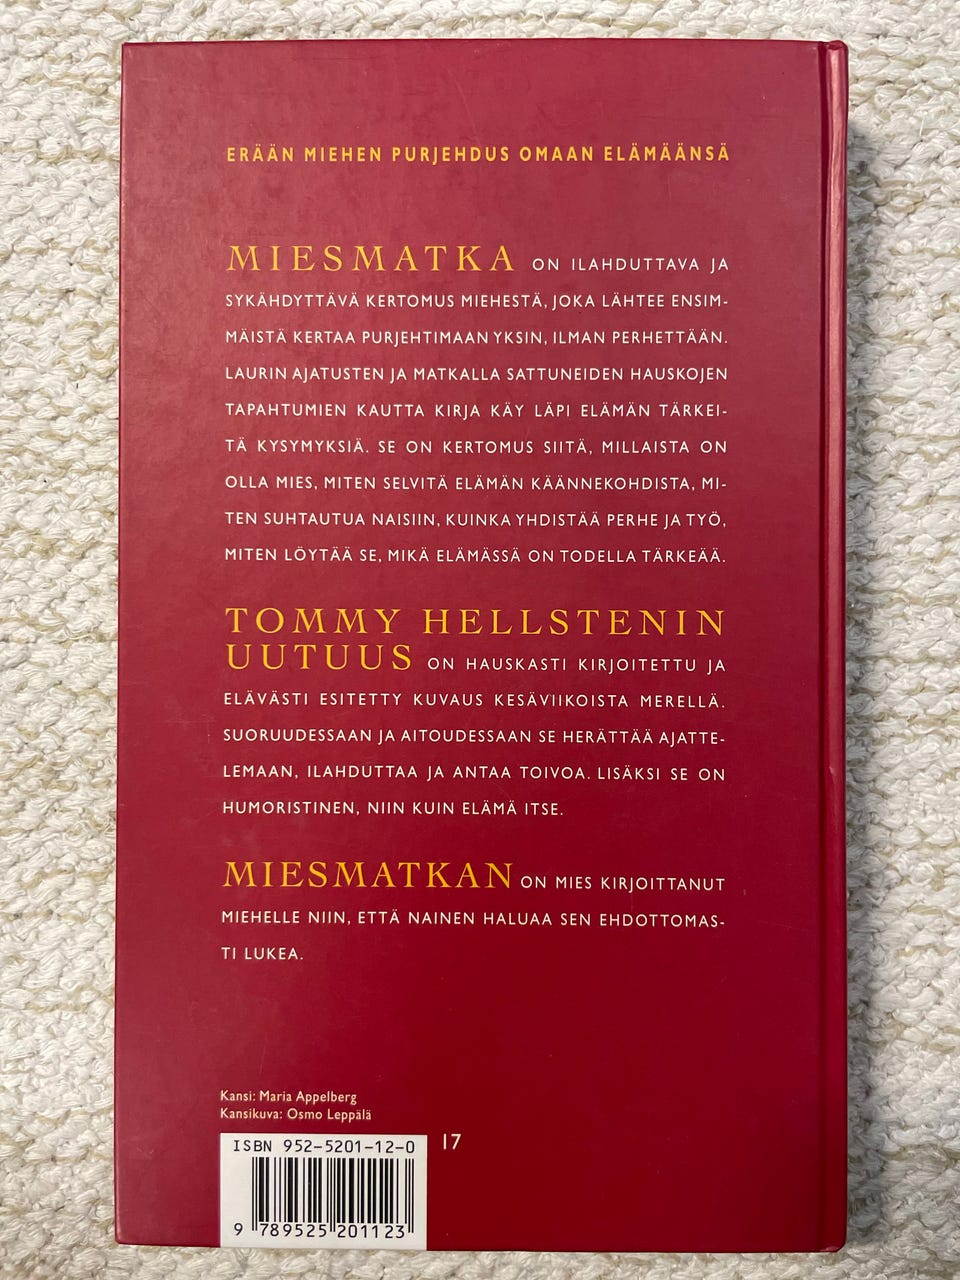 ERÄÄN MIEHEN PURJEHDUS OMAAN ELÄMÄÄNSÄ
MIESMATKA ON ILAHDUTTAVA JA
SYKÄHDYTTÄVÄ KERTOMUS MIEHESTÄ, JOKA LÄHTEE ENSIM-
MÄISTÄ KERTAA PURJEHTIMAAN YKSIN, ILMAN PERHETTÄÄN.
LAURIN AJATUSTEN JA MATKALLA SATTUNEIDEN HAUSKOJEN
TAPAHTUMIEN KAUTTA KIRJA KÄY LÄPI ELÄMÄN TÄRKEI-
TÄ KYSYMYKSIÄ. SE ON KERTOMUS SIITÄ, MILLAISTA ON
OLLA MIES, MITEN SELVITÄ ELÄMÄN KÄÄNNEKOHDISTA, MI-
TEN SUHTAUTUA NAISIIN, KUINKA YHDISTÄÄ PERHE JA TYÖ,
MITEN LÖYTÄÄ SE, MIKÄ ELÄMÄSSÄ ON TODELLA TÄRKEÄÄ.
TOMMY HELLSTENIN
UUTUUS ON HAUSKASTI KIRJOITETTU JA
ELÄVÄSTI ESITETTY KUVAUS KESÄVIIKOISTA MERELLÄ.
SUORUUDESSAAN JA AITOUDESSAAN SE HERÄTTÄÄ AJATTE-
LEMAAN, ILAHDUTTAA JA ANTAA TOIVOA. LISÄKSI SE ON
HUMORISTINEN, NIIN KUIN ELÄMÄ ITSE.
MIESMATKAN ON MIES KIRJOITTANUT
MIEHELLE NIIN, ETTÄ NAINEN HALUAA SEN EHDOTTOMAS-
TI LUKEA.
Kansi: Maria Appelberg
Kansikuva: Osmo Leppälä
ISBN 952-5201-12-0
17
9 789525 201123